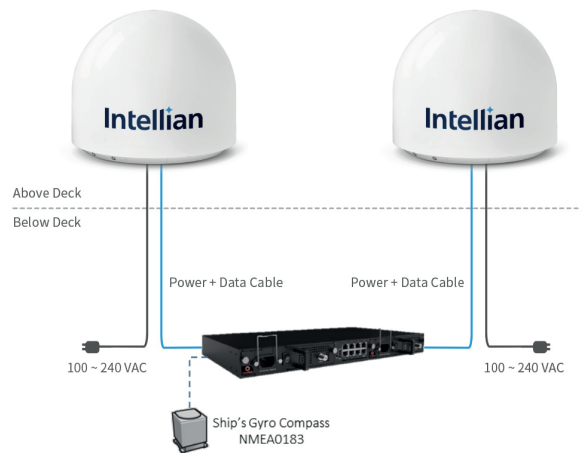 Intellian
Intellian
Above Deck
Below Deck
Power + Data Cable
Power + Data Cable
100 ~ 240 VAC
100 ~ 240 VAC
Ship's Gyro Compass
NMEA0183